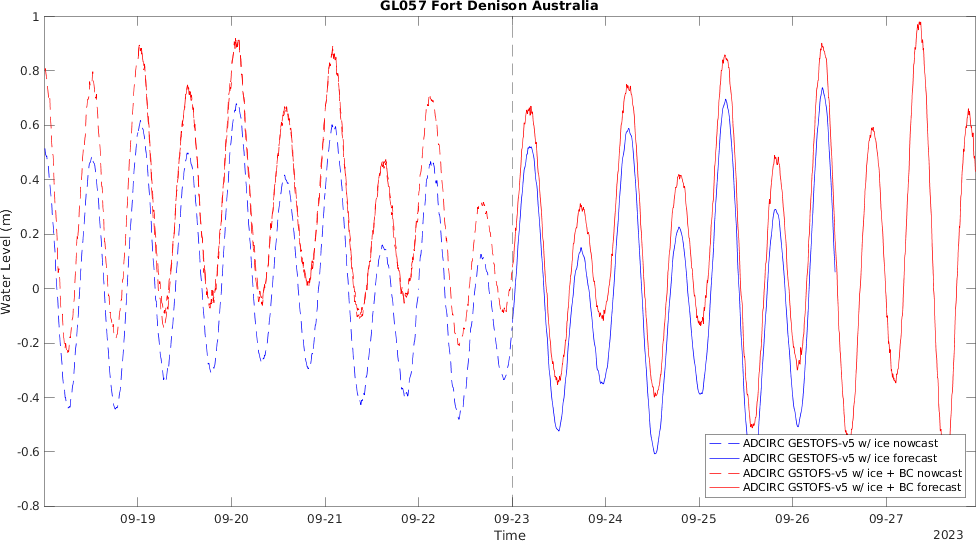 GL057 Fort Denison Australia
1
0.8
0.6
0.4
0.2
0
-0.2
-0.4
-0.6
-0.8
Water Level (m)
ADCIRC GESTOFS-v5 w/ ice nowcast
ADCIRC GESTOFS-v5 w/ ice forecast
ADCIRC GSTOFS-v5 w/ ice + BC nowcast
ADCIRC GSTOFS-v5 w/ ice + BC forecast
09-19 09-20 09-21 09-22 09-23 09-24 09-25 09-26 09-27
Time
2023